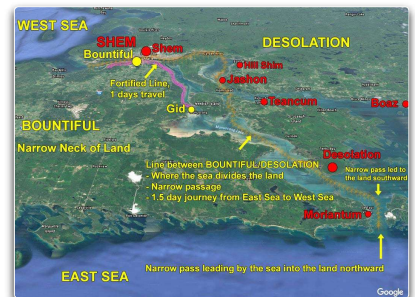 WEST SEA
SHEM
Shem
Bountiful
DESOLATION
Hill Shim
Jashon
Fortified Line,
1 days travel
Gid
Teancum
Boaz
BOUNTIFUL
Narrow Neck of Land
Line between BOUNTIFUL/DESOLATION
- Where the sea divides the land
- Narrow passage
- 1.5 day journey from East Sea to West Sea
Desolation
Narrow pass led to
the land southward
Moriantum
Narrow pass leading by the sea into the land northward
EAST SEA
Google